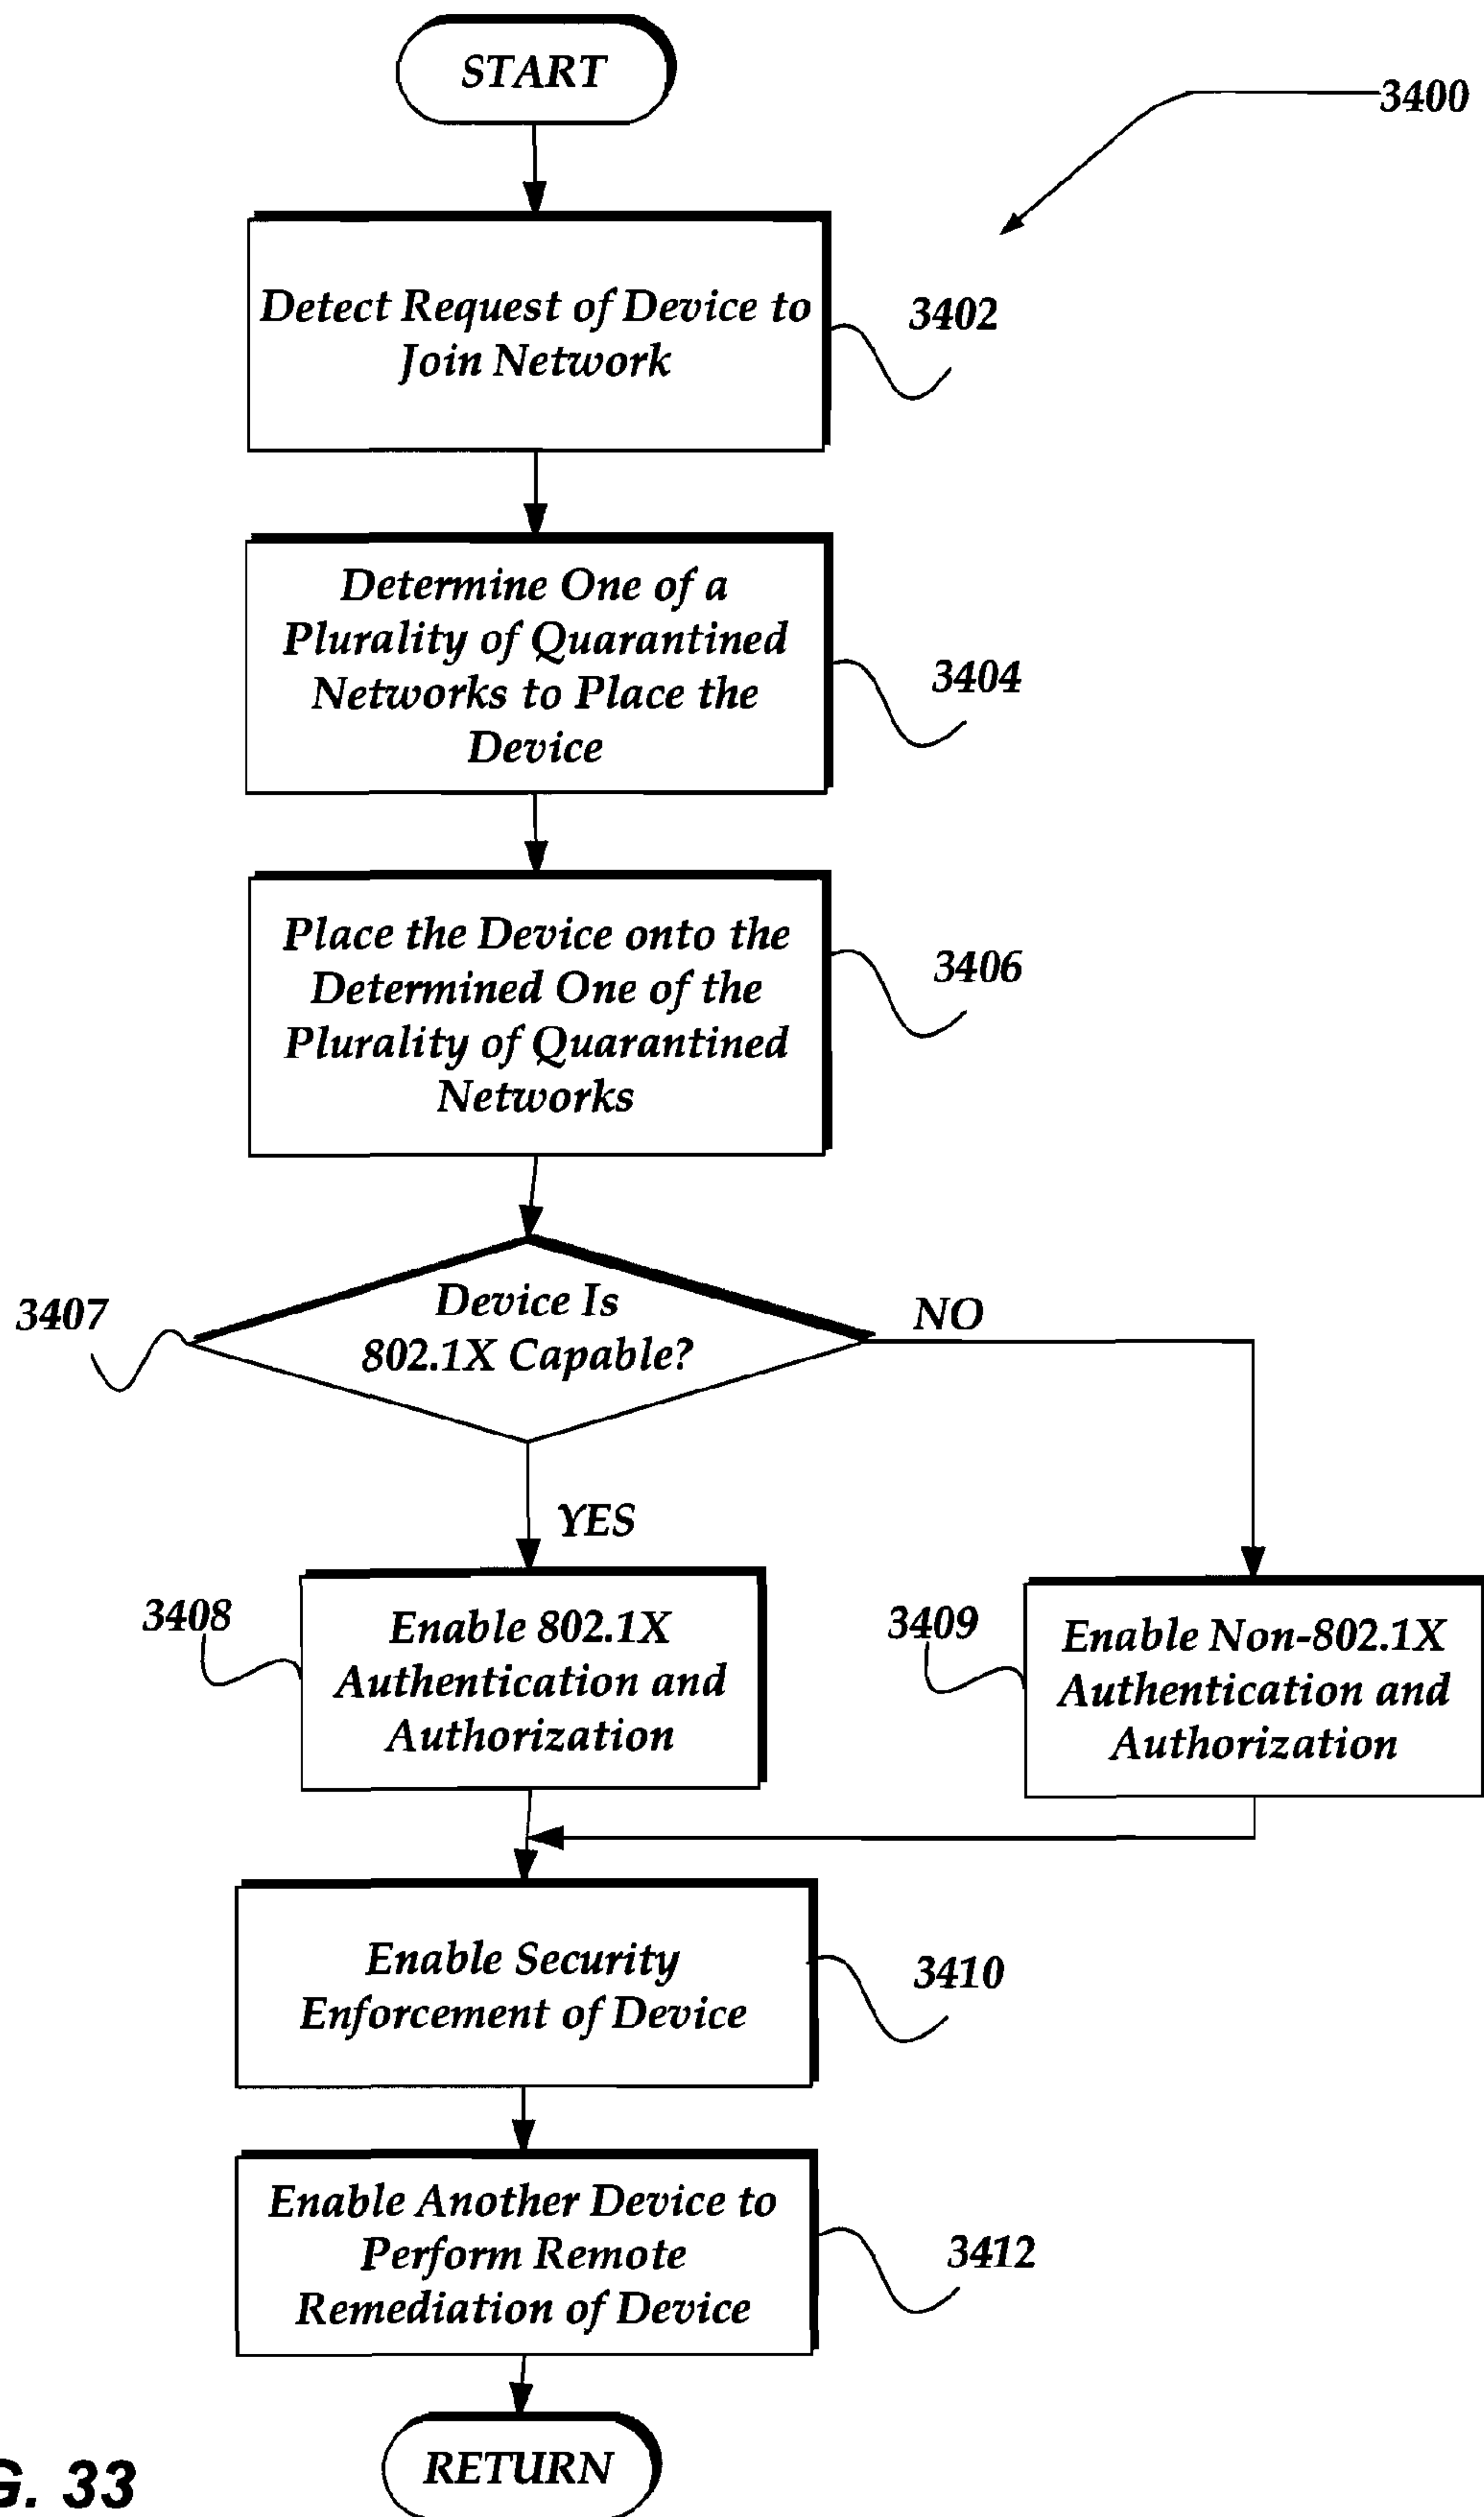 START
3400
Detect Request of Device to
Join Network
3402
Determine One of a
Plurality of Quarantined
Networks to Place the
Device
3404
Place the Device onto the
Determined One of the
Plurality of Quarantined
Networks
3406
3407
Device Is
802.1X Capable?
NO
YES
3408
Enable 802.1X
Authentication and
Authorization
3409
Enable Non-802.1X
Authentication and
Authorization
Enable Security
Enforcement of Device
3410
Enable Another Device to
Perform Remote
Remediation of Device
3412
RETURN
G. 33